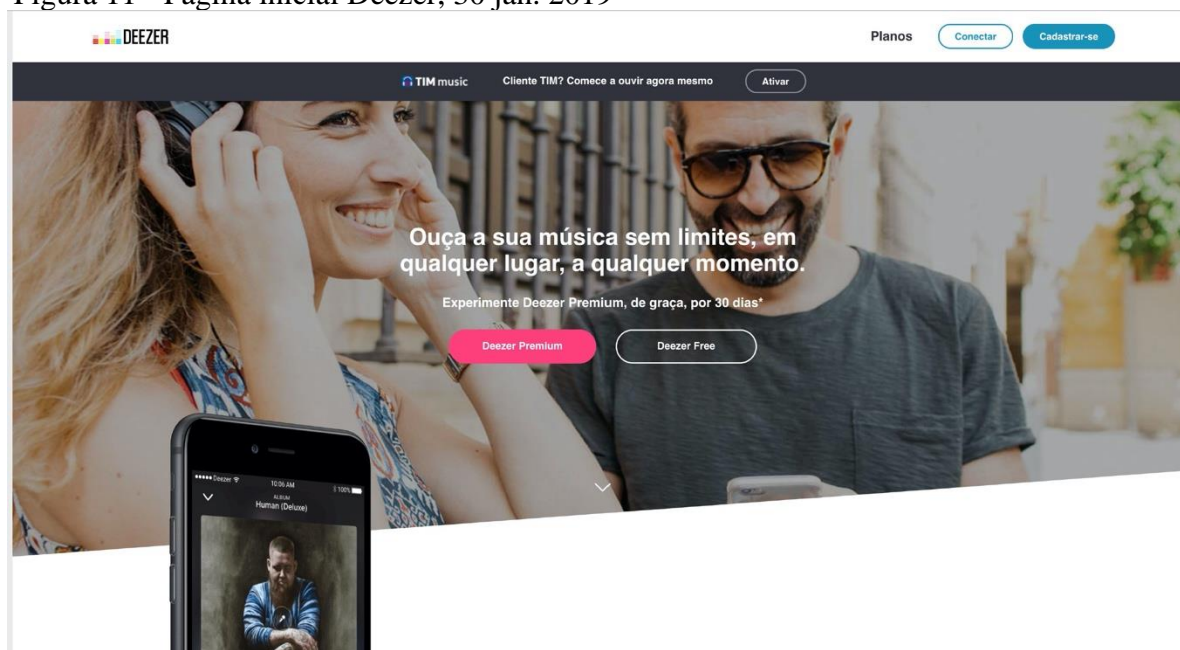 Figura 11 - Página inicial Deezer, 30 jan. 2019
DEEZER
Planos
Conectar
Cadastrar-se
TIM music
Cliente TIM? Comece a ouvir agora mesmo
Ativar
Ouça a sua música sem limites, em
qualquer lugar, a qualquer momento.
Experimente Deezer Premium, de graça, por 30 dias*
Deezer Premium
Deezer Free
Deezer
10:06 AM
100%
ALBUM
Human (Deluxe)